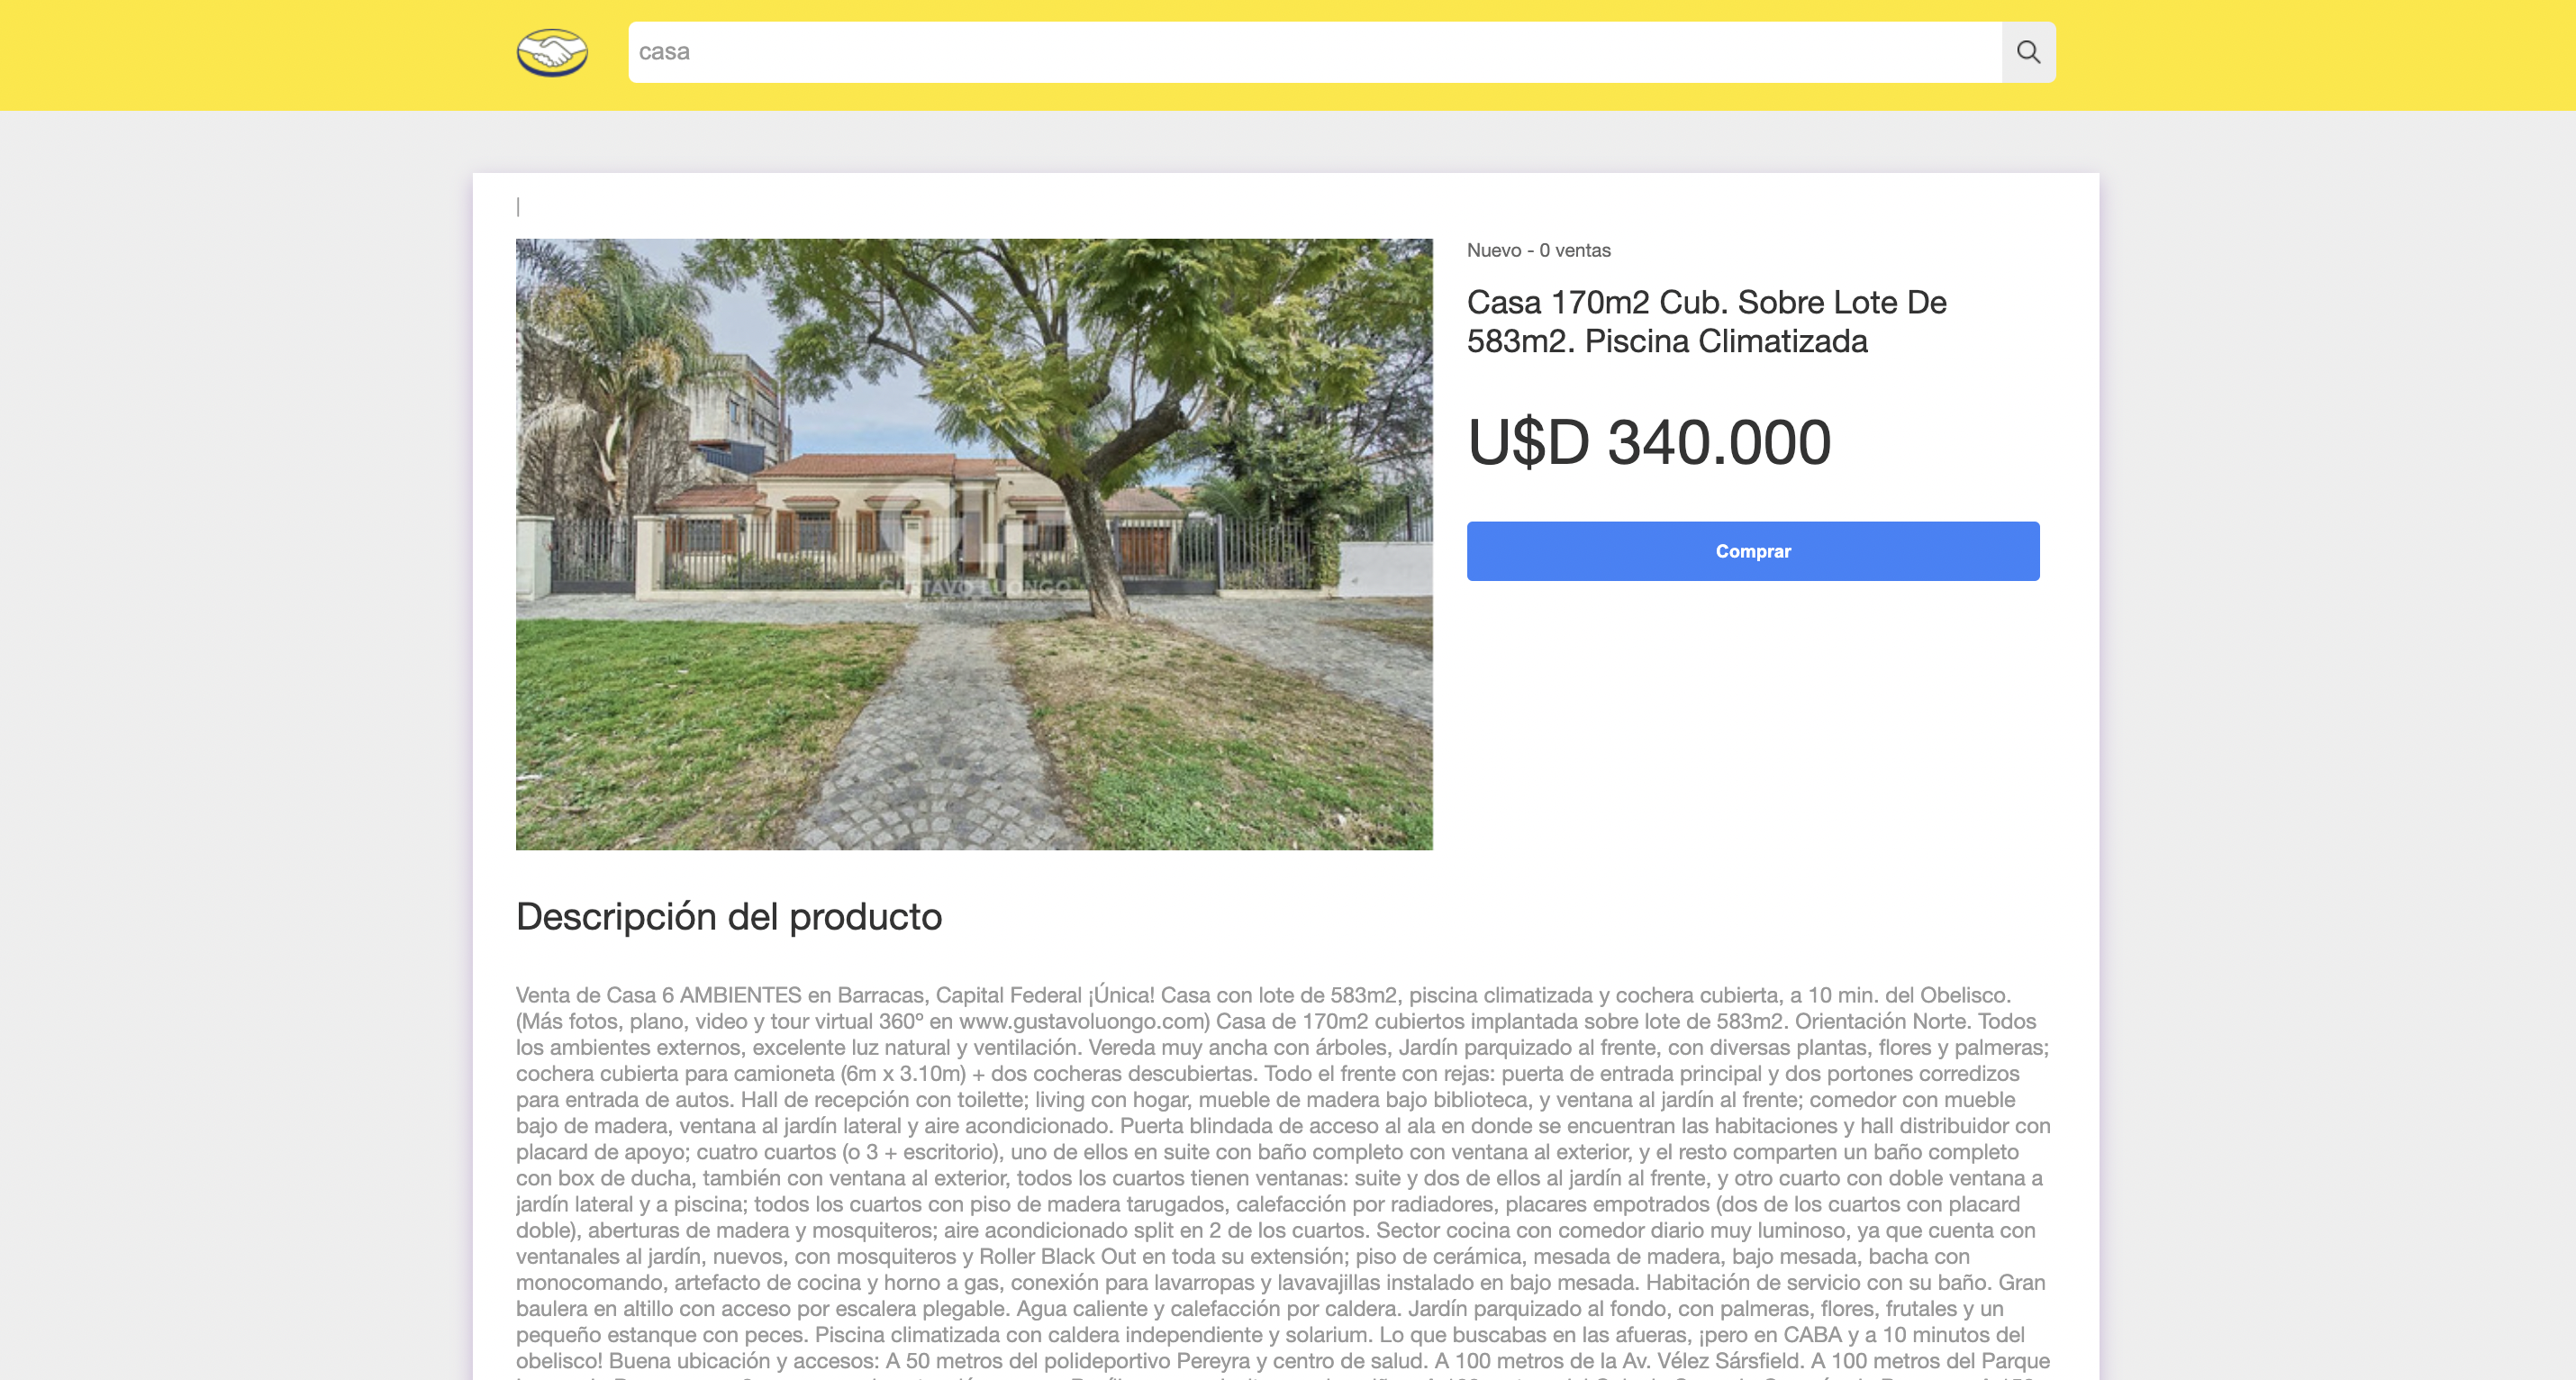 casa
|
Nuevo - 0 ventas
Casa 170m2 Cub. Sobre Lote De
583m2. Piscina Climatizada
U$D 340.000
Comprar
GL
GUSTAVO LUONGO
Descripción del producto
Venta de Casa 6 AMBIENTES en Barracas, Capital Federal ¡Única! Casa con lote de 583m2, piscina climatizada y cochera cubierta, a 10 min. del Obelisco.
(Más fotos, plano, video y tour virtual 360º en www.gustavoluongo.com) Casa de 170m2 cubiertos implantada sobre lote de 583m2. Orientación Norte. Todos
los ambientes externos, excelente luz natural y ventilación. Vereda muy ancha con árboles, Jardín parquizado al frente, con diversas plantas, flores y palmeras;
cochera cubierta para camioneta (6m x 3.10m) + dos cocheras descubiertas. Todo el frente con rejas: puerta de entrada principal y dos portones corredizos
para entrada de autos. Hall de recepción con toilette; living con hogar, mueble de madera bajo biblioteca, y ventana al jardín al frente; comedor con mueble
bajo de madera, ventana al jardín lateral y aire acondicionado. Puerta blindada de acceso al ala en donde se encuentran las habitaciones y hall distribuidor con
placard de apoyo; cuatro cuartos (o 3 + escritorio), uno de ellos en suite con baño completo con ventana al exterior, y el resto comparten un baño completo
con box de ducha, también con ventana al exterior, todos los cuartos tienen ventanas: suite y dos de ellos al jardín al frente, y otro cuarto con doble ventana a
jardín lateral y a piscina; todos los cuartos con piso de madera tarugados, calefacción por radiadores, placares empotrados (dos de los cuartos con placard
doble), aberturas de madera y mosquiteros; aire acondicionado split en 2 de los cuartos. Sector cocina con comedor diario muy luminoso, ya que cuenta con
ventanales al jardín, nuevos, con mosquiteros y Roller Black Out en toda su extensión; piso de cerámica, mesada de madera, bajo mesada, bacha con
monocomando, artefacto de cocina y horno a gas, conexión para lavarropas y lavavajillas instalado en bajo mesada. Habitación de servicio con su baño. Gran
baulera en altillo con acceso por escalera plegable. Agua caliente y calefacción por caldera. Jardín parquizado al fondo, con palmeras, flores, frutales y un
pequeño estanque con peces. Piscina climatizada con caldera independiente y solarium. Lo que buscabas en las afueras, ¡pero en CABA y a 10 minutos del
obelisco! Buena ubicación y accesos: A 50 metros del polideportivo Pereyra y centro de salud. A 100 metros de la Av. Vélez Sársfield. A 100 metros del Parque